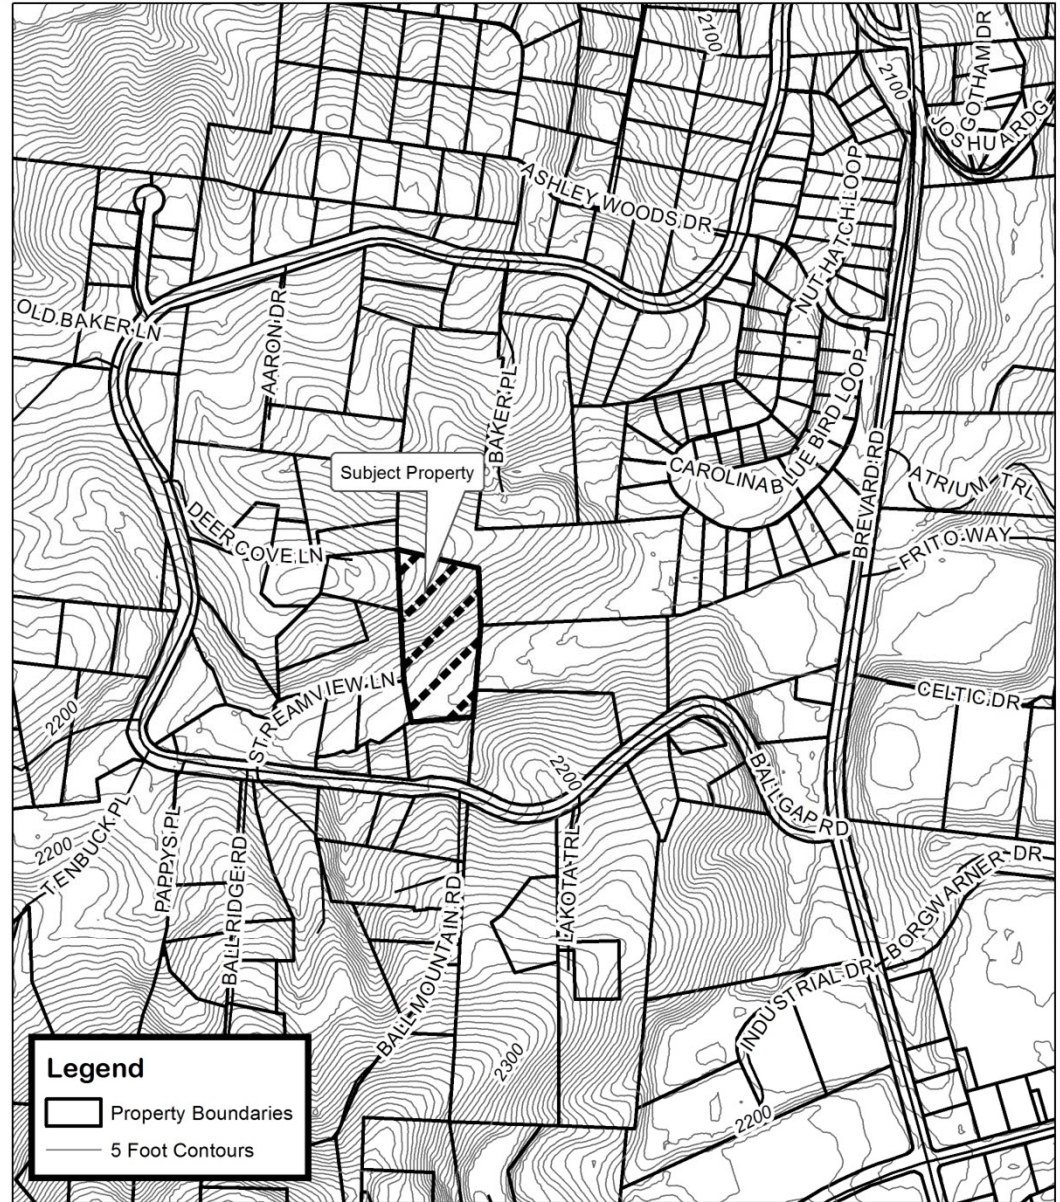 2100
GOTHAM DR
2100
JOSHUARDG
ASHLEY WOODS DR
NUT HATCH LOOP
OLD BAKER LN
AARON DR
BAKER PL
CAROLINA BLUE BIRD LOOP
BREVARD RD
Subject Property
ATRIUM TRL
FRITO WAY
DEER COVE LN
STREAMVIEW LN
CELTIC DR
2200
2200
BALL GAP RD
2200
TENBUCK PL
PAPPYS PL
BALL RIDGE RD
BALL MOUNTAIN RD
LAKOTA TRL
BORGWARNER DR
INDUSTRIAL DR
2300
2200
Legend
Property Boundaries
5 Foot Contours